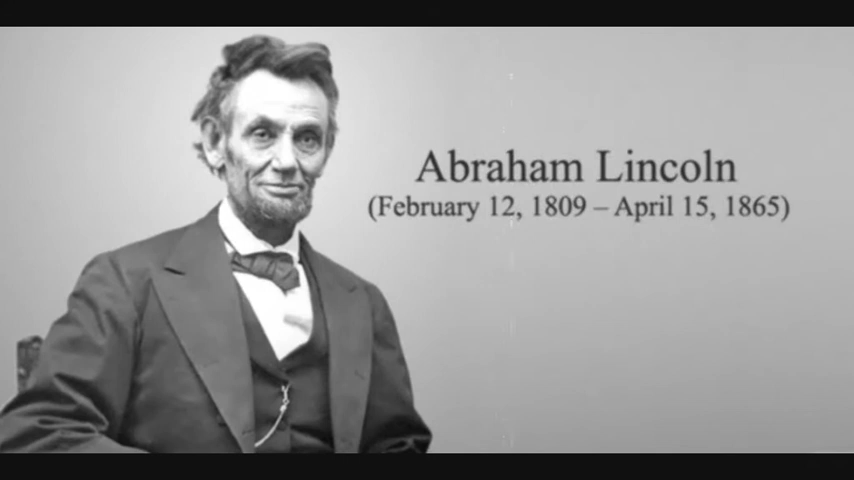 Abraham Lincoln
(February 12, 1809 – April 15, 1865)